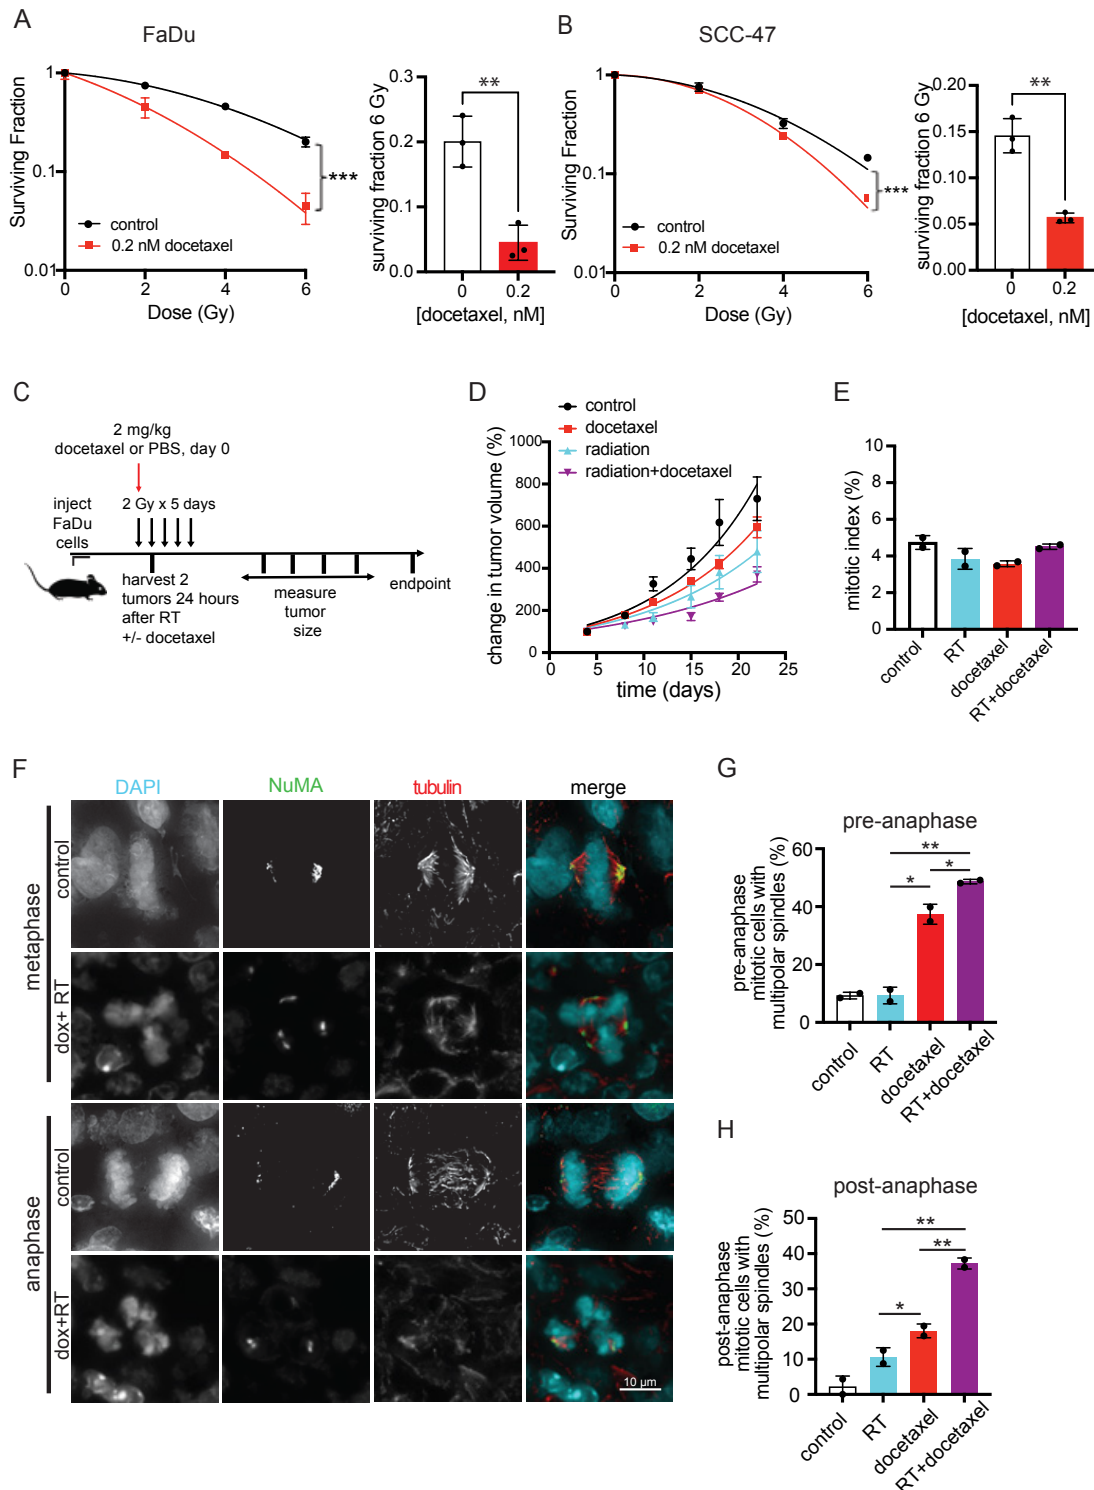 A
FaDu
Surviving Fraction
1
0.1
0.01
0
2
4
6
Dose (Gy)
control
0.2 nM docetaxel
***
surviving fraction 6 Gy
0.3
0.2
0.1
0.0
**
0
0.2
[docetaxel, nM]
B
SCC-47
Surviving Fraction
1
0.1
0.01
0
2
4
6
Dose (Gy)
control
0.2 nM docetaxel
***
surviving fraction 6 Gy
0.20
0.15
0.10
0.05
0.00
**
0
0.2
[docetaxel, nM]
C
2 mg/kg
docetaxel or PBS, day 0
inject
FaDu
cells
2 Gy x 5 days
harvest 2
tumors 24 hours
after RT
+/- docetaxel
measure
tumor
size
endpoint
D
control
docetaxel
radiation
radiation+docetaxel
change in tumor volume (%)
1000
800
600
400
200
0
0
5
10
15
20
25
time (days)
E
mitotic index (%)
10
8
6
4
2
0
control
RT
docetaxel
RT+docetaxel
F
DAPI
NuMA
tubulin
merge
metaphase
control
dox+ RT
anaphase
control
dox+RT
10 μm
G
pre-anaphase
pre-anaphase
mitotic cells with
multipolar spindles (%)
60
40
20
0
**
*
*
control
RT
docetaxel
RT+docetaxel
H
post-anaphase
post-anaphase
mitotic cells with
multipolar spindles (%)
50
40
30
20
10
0
**
**
*
control
RT
docetaxel
RT+docetaxel